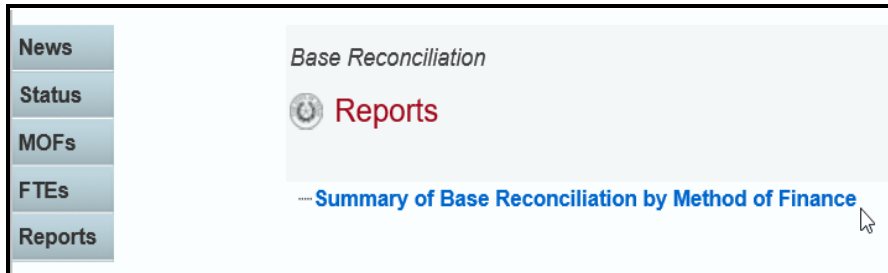 News
Status
MOFs
FTEs
Reports
Base Reconciliation
Reports
Summary of Base Reconciliation by Method of Finance